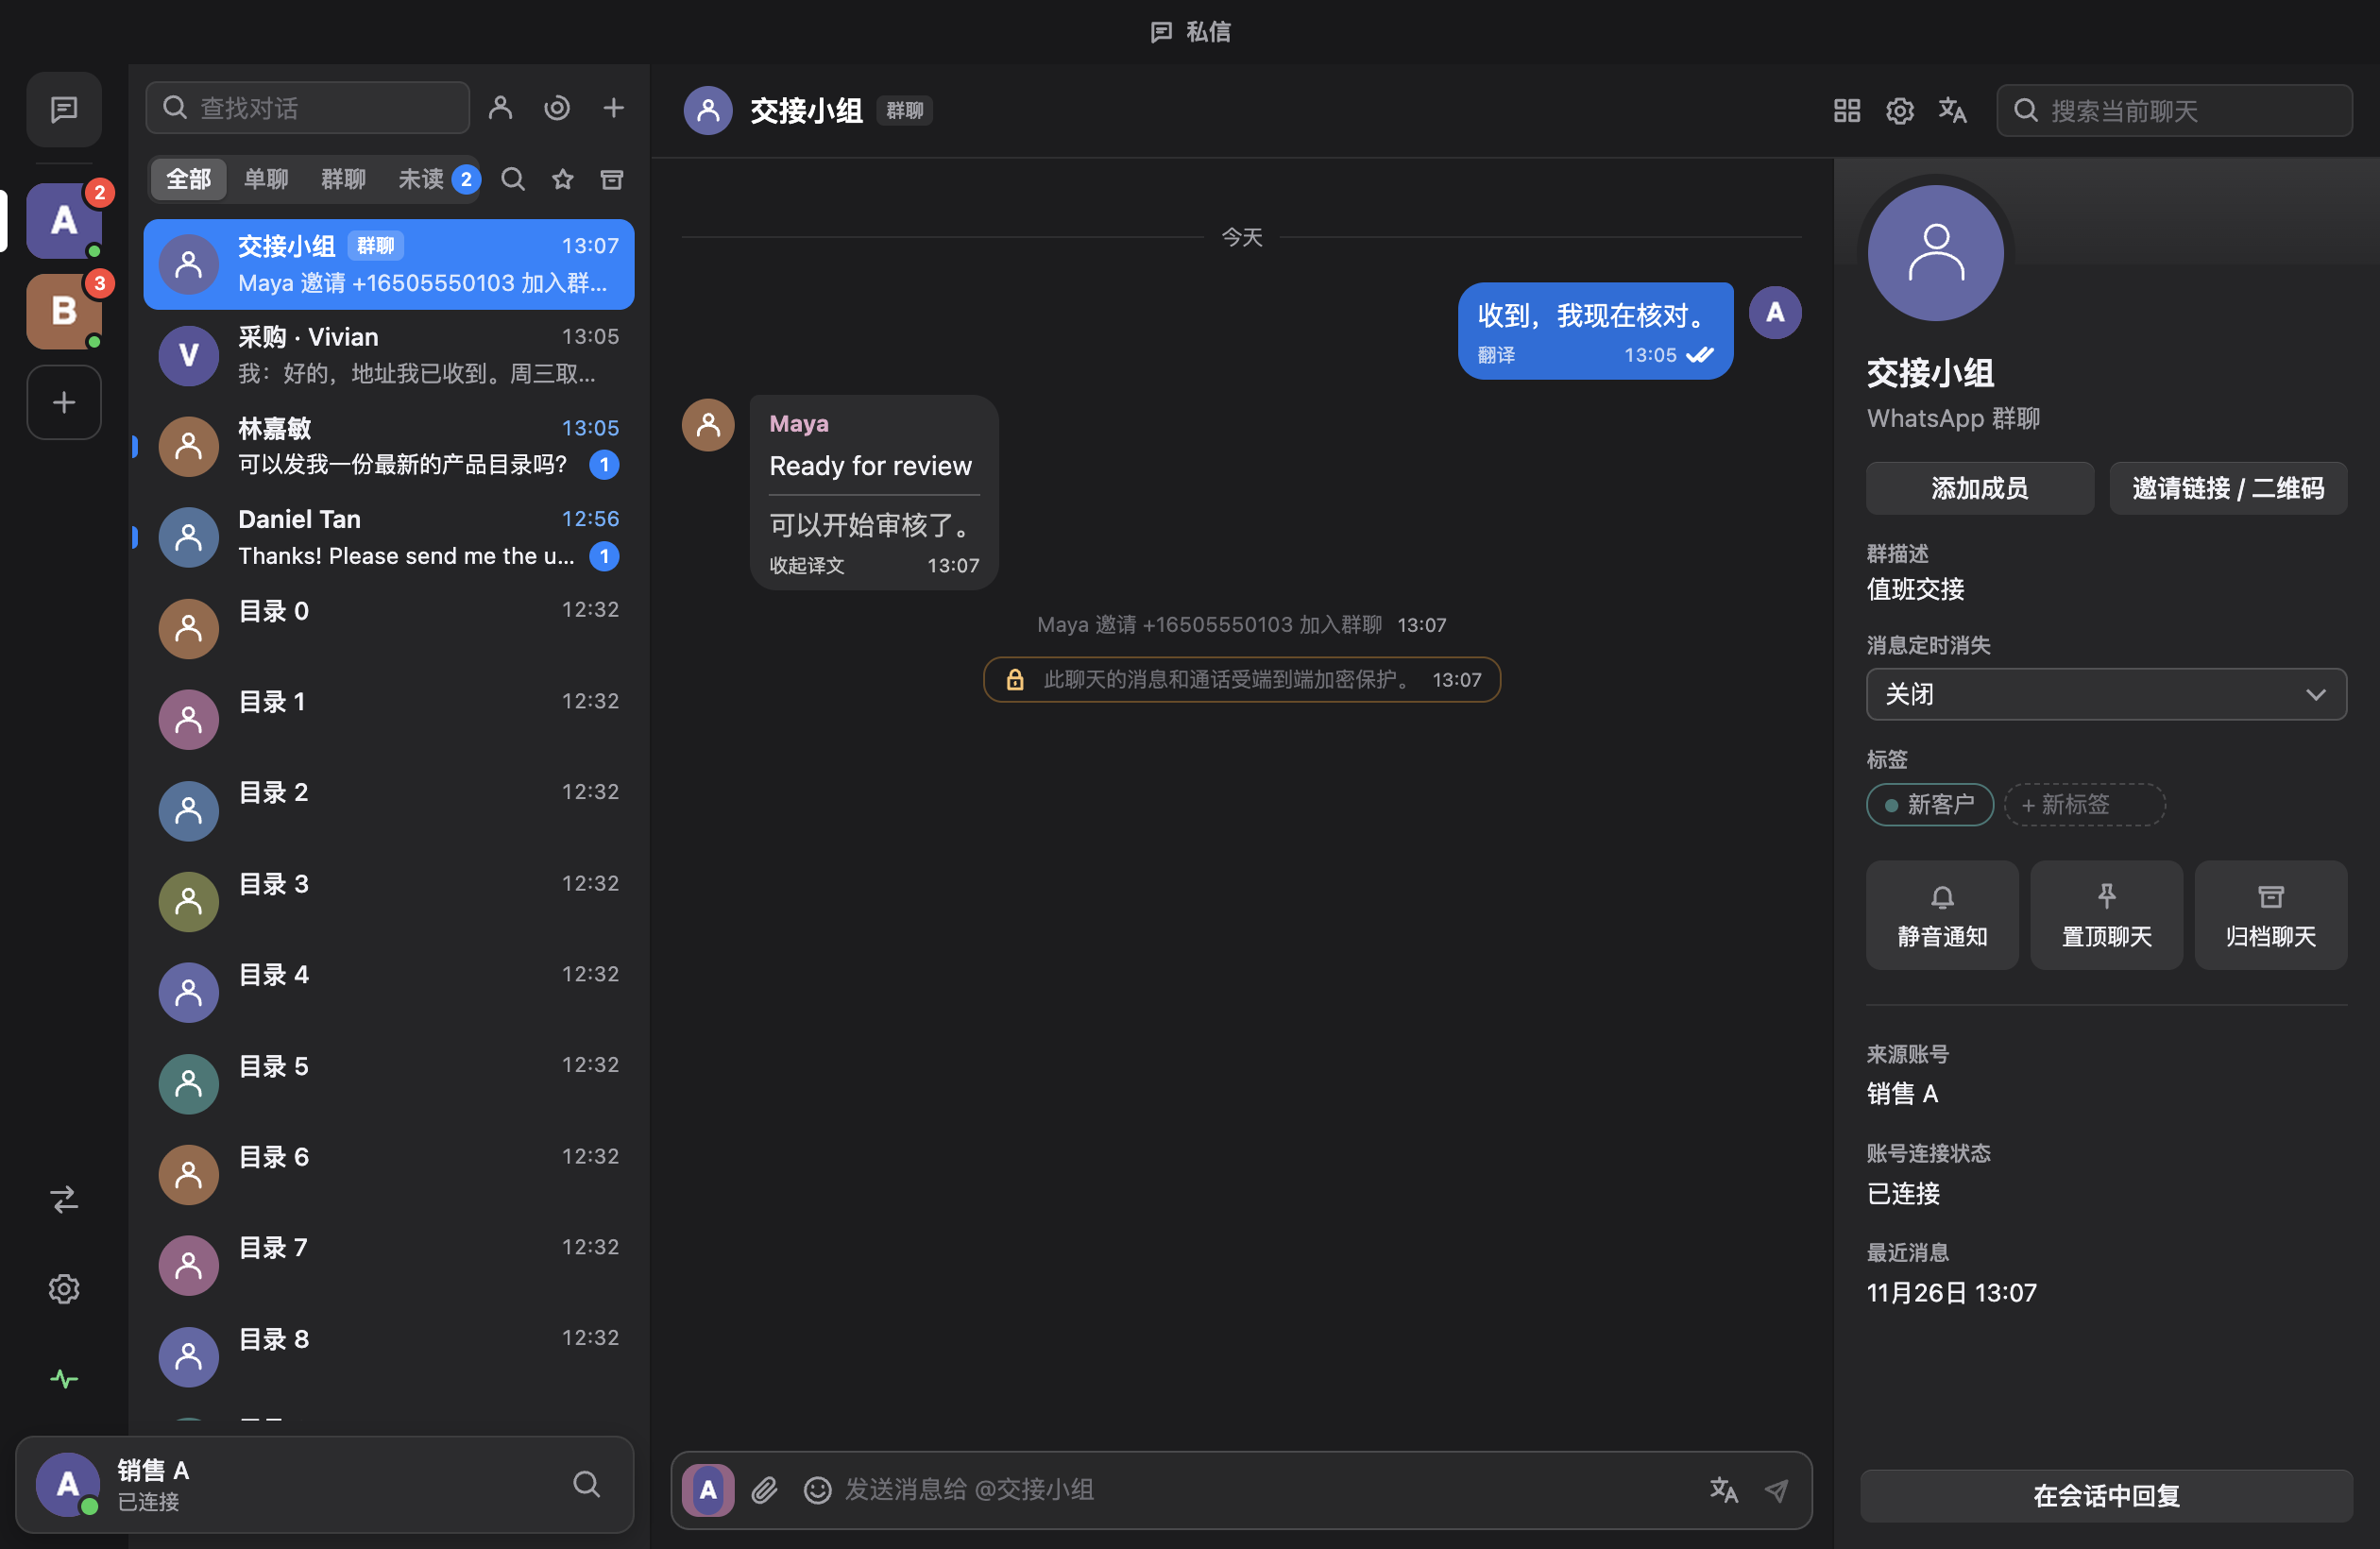 私信
查找对话
全部 单聊 群聊 未读 2
A 2
B 3
交接小组 群聊 13:07
Maya 邀请 +16505550103 加入群...
V
采购 · Vivian 13:05
我：好的，地址我已收到。周三取...
林嘉敏 13:05
可以发我一份最新的产品目录吗？ 1
Daniel Tan 12:56
Thanks! Please send me the u... 1
目录 0 12:32
目录 1 12:32
目录 2 12:32
目录 3 12:32
目录 4 12:32
目录 5 12:32
目录 6 12:32
目录 7 12:32
目录 8 12:32
A
销售 A
已连接
交接小组 群聊
搜索当前聊天
今天
收到，我现在核对。
翻译 13:05
A
Maya
Ready for review
可以开始审核了。
收起译文 13:07
Maya 邀请 +16505550103 加入群聊 13:07
此聊天的消息和通话受端到端加密保护。 13:07
A
发送消息给 @交接小组
交接小组
WhatsApp 群聊
添加成员 邀请链接 / 二维码
群描述
值班交接
消息定时消失
关闭
标签
新客户 + 新标签
静音通知 置顶聊天 归档聊天
来源账号
销售 A
账号连接状态
已连接
最近消息
11月26日 13:07
在会话中回复